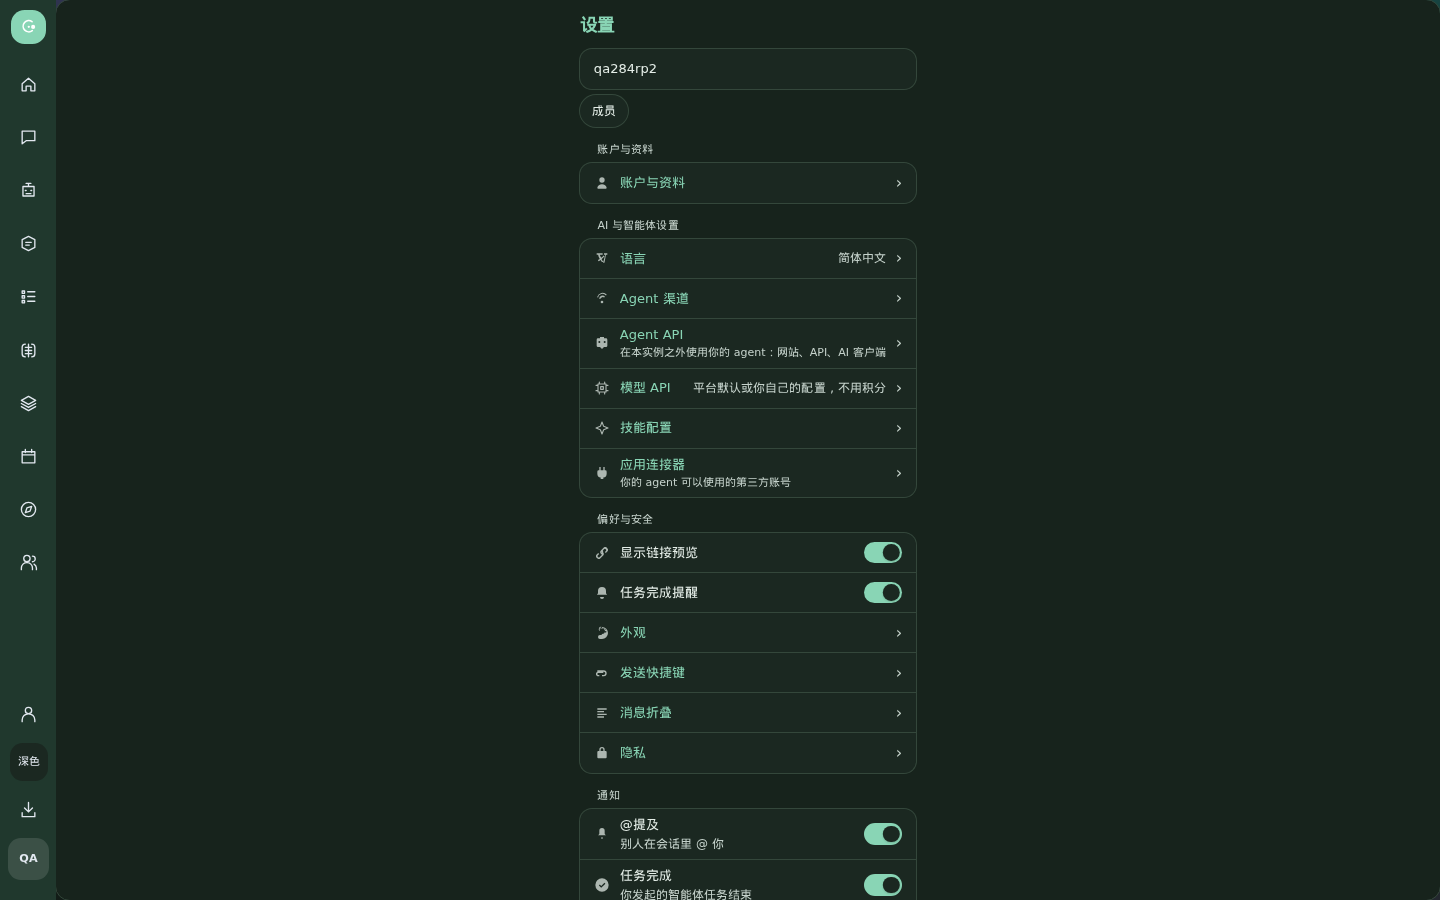 设置
qa284rp2
成员
账户与资料
账户与资料
AI 与智能体设置
语言 简体中文
Agent 渠道
Agent API
在本实例之外使用你的 agent：网站、API、AI 客户端
模型 API 平台默认或你自己的配置，不用积分
技能配置
应用连接器
你的 agent 可以使用的第三方账号
偏好与安全
显示链接预览
任务完成提醒
外观
发送快捷键
消息折叠
隐私
通知
@提及
别人在会话里 @ 你
任务完成
你发起的智能体任务结束
深色
QA